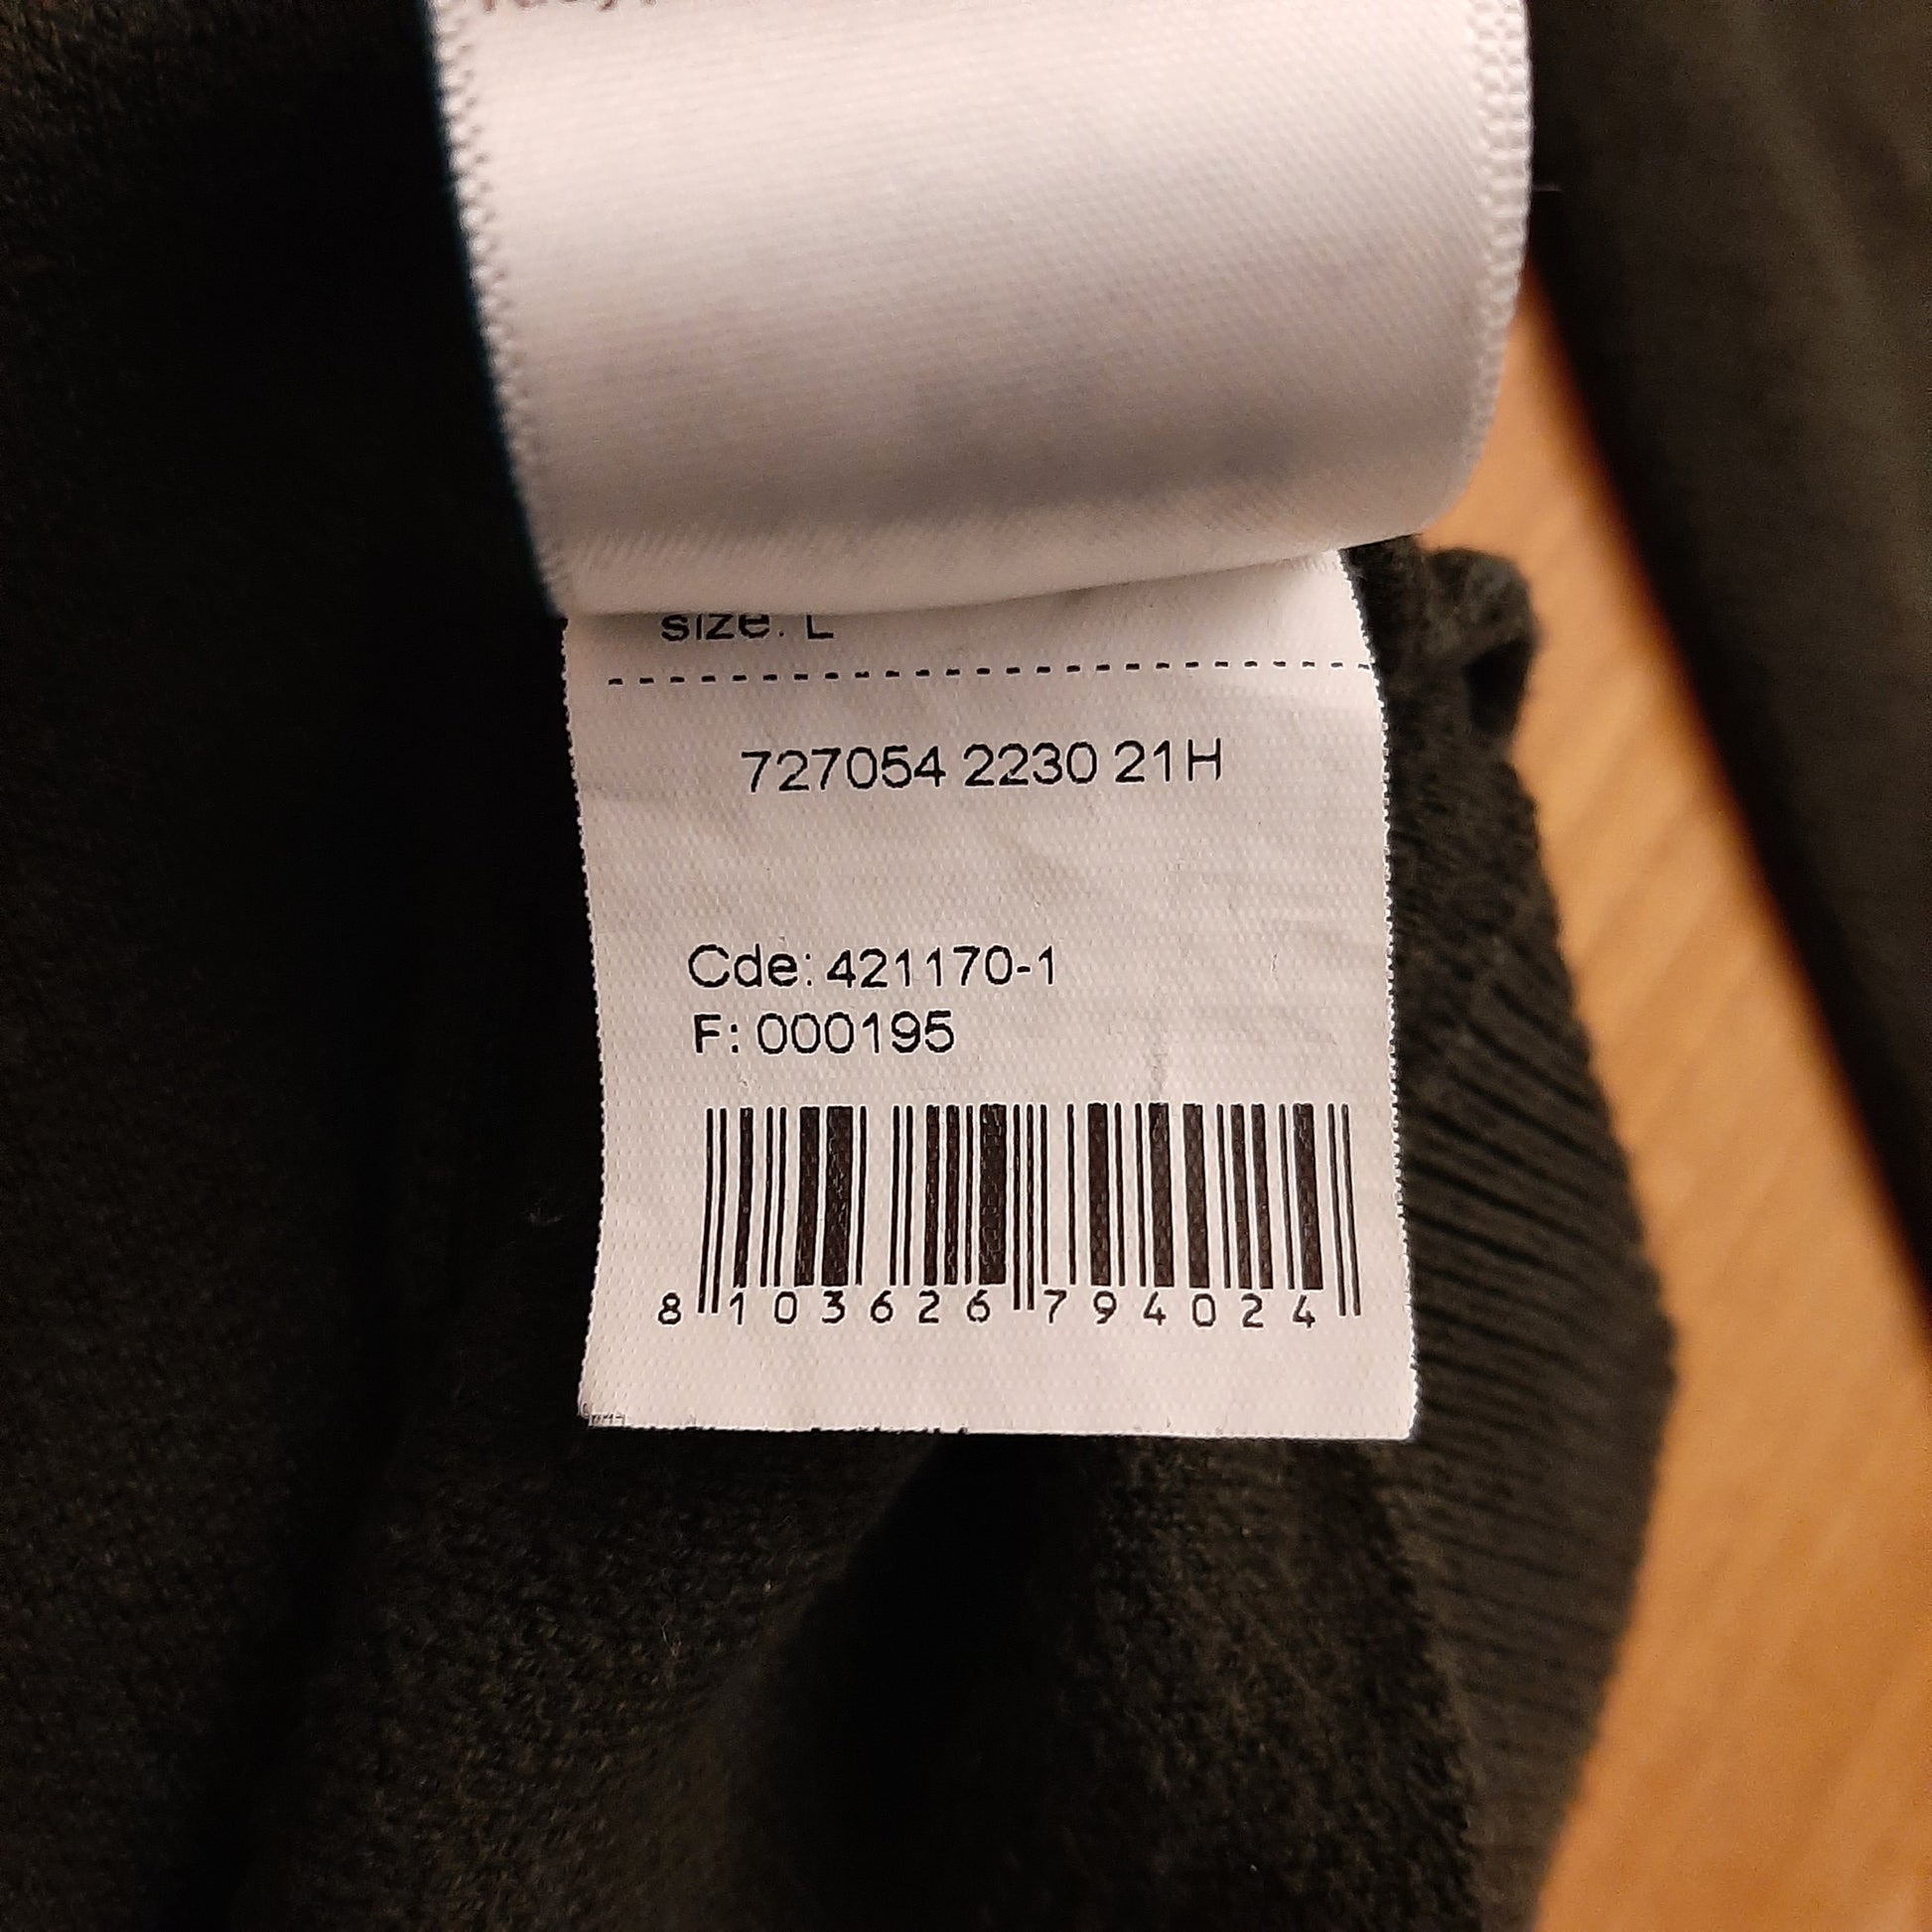 size: L
727054 2230 21H
Cde: 421170-1
F: 000195
8 103626 794024